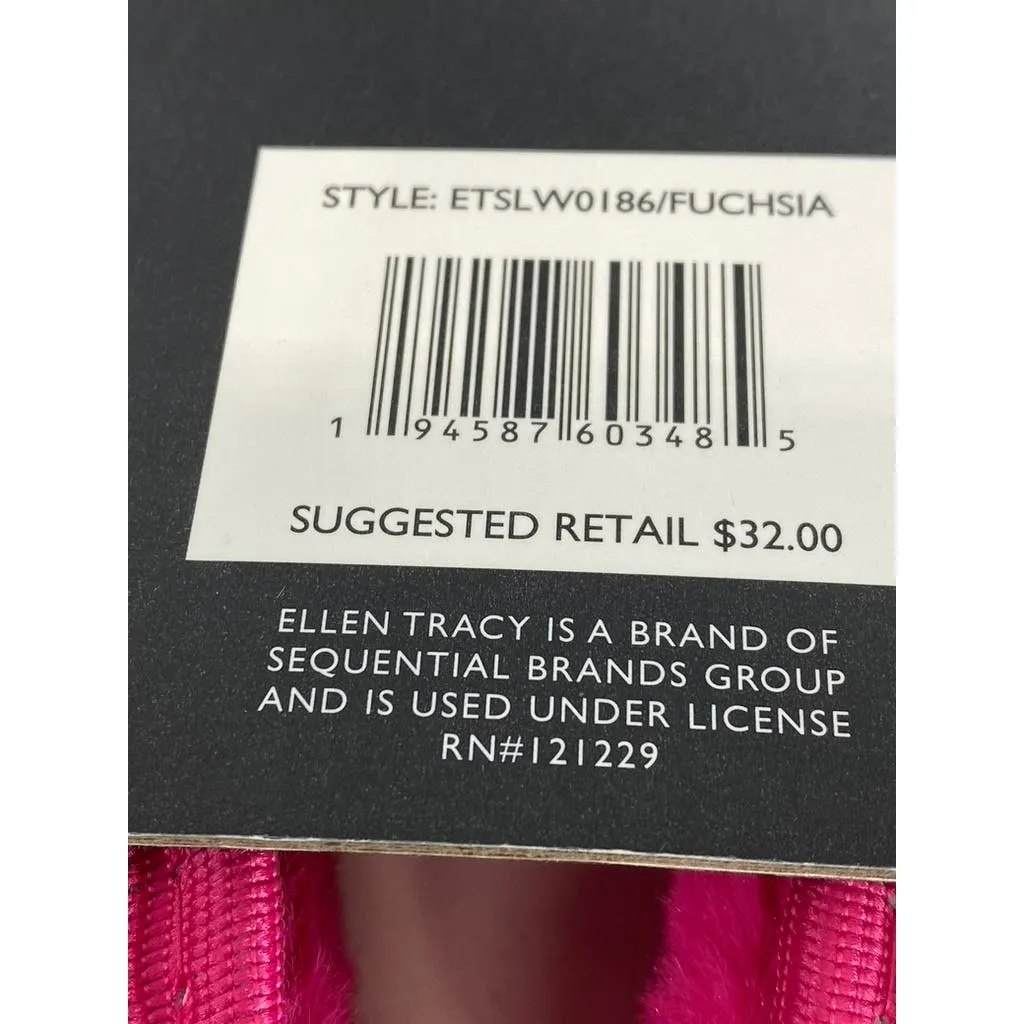 STYLE: ETSLW0186/FUCHSIA
1 94587 60348 5
SUGGESTED RETAIL $32.00
ELLEN TRACY IS A BRAND OF
SEQUENTIAL BRANDS GROUP
AND IS USED UNDER LICENSE
RN#121229